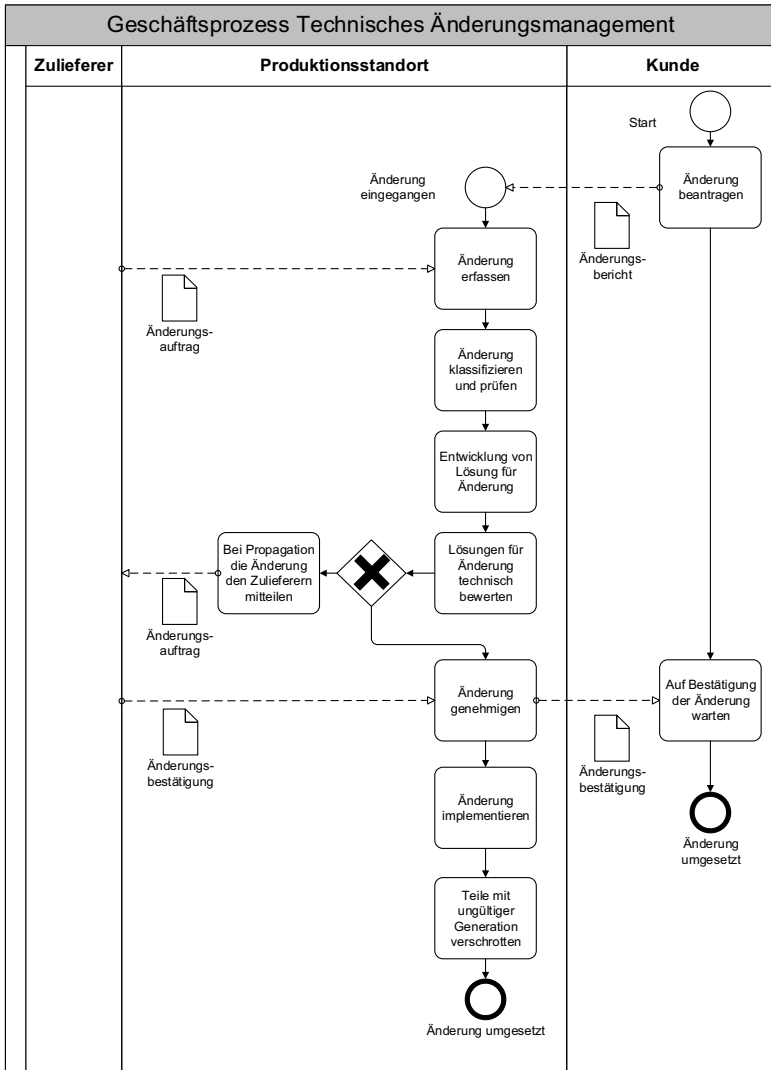 Geschäftsprozess Technisches Änderungsmanagement
Zulieferer
Produktionsstandort
Kunde
Start
Änderung
beantragen
Änderung
eingegangen
Änderungs-
bericht
Änderung
erfassen
Änderungs-
auftrag
Änderung
klassifizieren
und prüfen
Entwicklung von
Lösung für
Änderung
Lösungen für
Änderung
technisch
bewerten
Bei Propagation
die Änderung
den Zulieferern
mitteilen
Änderungs-
auftrag
Änderung
genehmigen
Auf Bestätigung
der Änderung
warten
Änderungs-
bestätigung
Änderungs-
bestätigung
Änderung
implementieren
Änderung
umgesetzt
Teile mit
ungültiger
Generation
verschrotten
Änderung umgesetzt